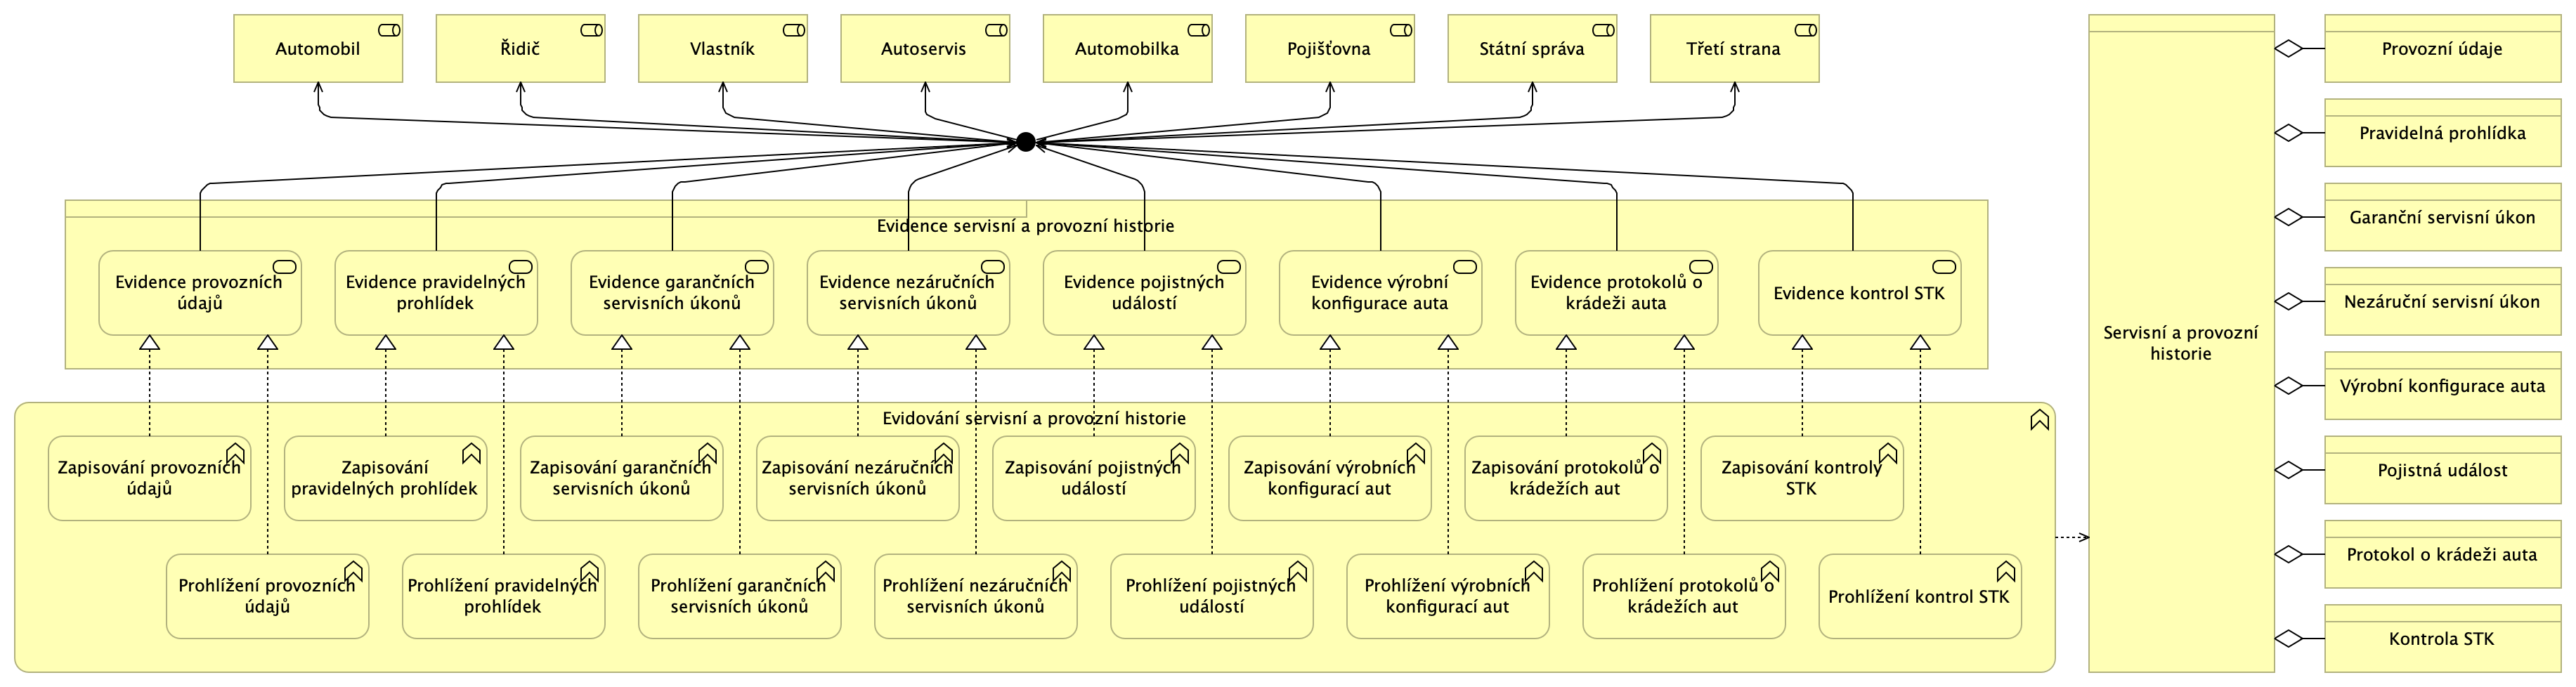 Automobil
Řidič
Vlastník
Autoservis
Automobilka
Pojišťovna
Státní správa
Třetí strana
Evidence servisní a provozní historie
Evidence provozních
údajů
Evidence pravidelných
prohlídek
Evidence garančních
servisních úkonů
Evidence nezáručních
servisních úkonů
Evidence pojistných
událostí
Evidence výrobní
konfigurace auta
Evidence protokolů o
krádeži auta
Evidence kontrol STK
Evidování servisní a provozní historie
Zapisování provozních
údajů
Zapisování
pravidelných prohlídek
Zapisování garančních
servisních úkonů
Zapisování nezáručních
servisních úkonů
Zapisování pojistných
událostí
Zapisování výrobních
konfigurací aut
Zapisování protokolů o
krádežích aut
Zapisování kontroly
STK
Prohlížení provozních
údajů
Prohlížení pravidelných
prohlídek
Prohlížení garančních
servisních úkonů
Prohlížení nezáručních
servisních úkonů
Prohlížení pojistných
událostí
Prohlížení výrobních
konfigurací aut
Prohlížení protokolů o
krádežích aut
Prohlížení kontrol STK
Servisní a provozní
historie
Provozní údaje
Pravidelná prohlídka
Garanční servisní úkon
Nezáruční servisní úkon
Výrobní konfigurace auta
Pojistná událost
Protokol o krádeži auta
Kontrola STK